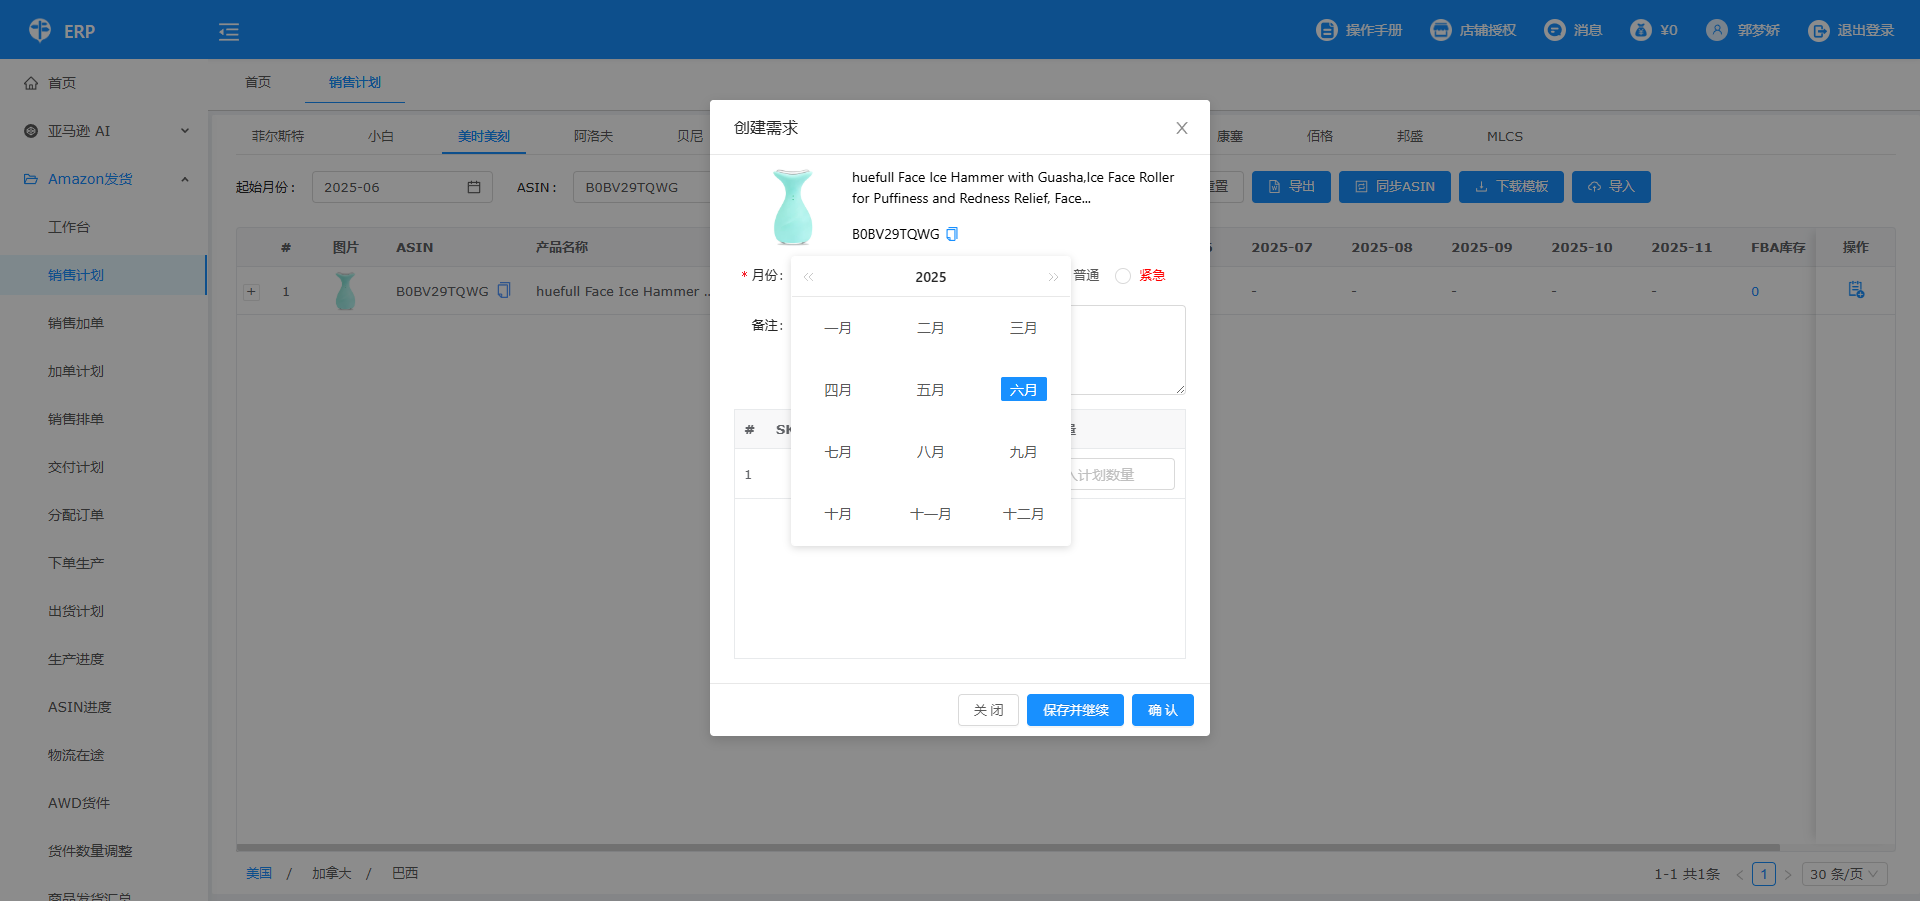 ERP
操作手册
店铺授权
消息
¥0
郭梦娇
退出登录
首页
亚马逊 AI
Amazon发货
工作台
销售计划
销售加单
加单计划
销售排单
交付计划
分配订单
下单生产
出货计划
生产进度
ASIN进度
物流在途
AWD货件
货件数量调整
商品发货汇总
首页
销售计划
菲尔斯特
小白
美时美刻
阿洛夫
贝尼
康塞
佰格
邦盛
MLCS
起始月份：
2025-06
ASIN：
B0BV29TQWG
导出
同步ASIN
下载模板
导入
# 图片 ASIN 产品名称 2025-07 2025-08 2025-09 2025-10 2025-11 FBA库存 操作
+ 1 B0BV29TQWG huefull Face Ice Hammer .. - - - - - 0
创建需求
huefull Face Ice Hammer with Guasha,Ice Face Roller
for Puffiness and Redness Relief, Face...
B0BV29TQWG
* 月份：
普通
紧急
备注：
2025
一月 二月 三月
四月 五月 六月
七月 八月 九月
十月 十一月 十二月
#
1
计划数量
关 闭
保存并继续
确 认
美国 / 加拿大 / 巴西
1-1 共1条
1
30 条/页